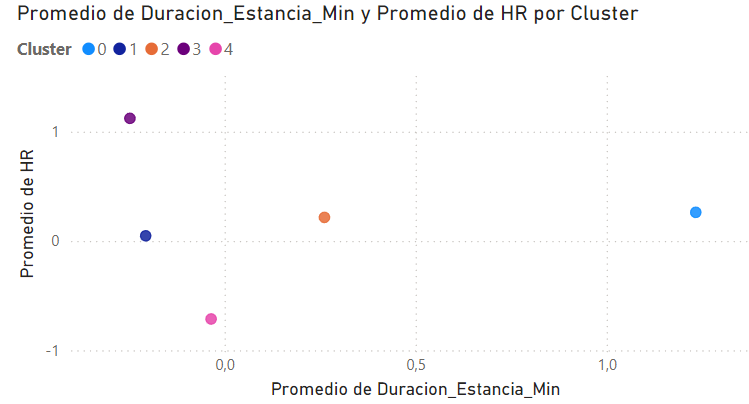 Promedio de Duracion_Estancia_Min y Promedio de HR por Cluster
Cluster 0 1 2 3 4
Promedio de HR
1
0
-1
0,0 0,5 1,0
Promedio de Duracion_Estancia_Min